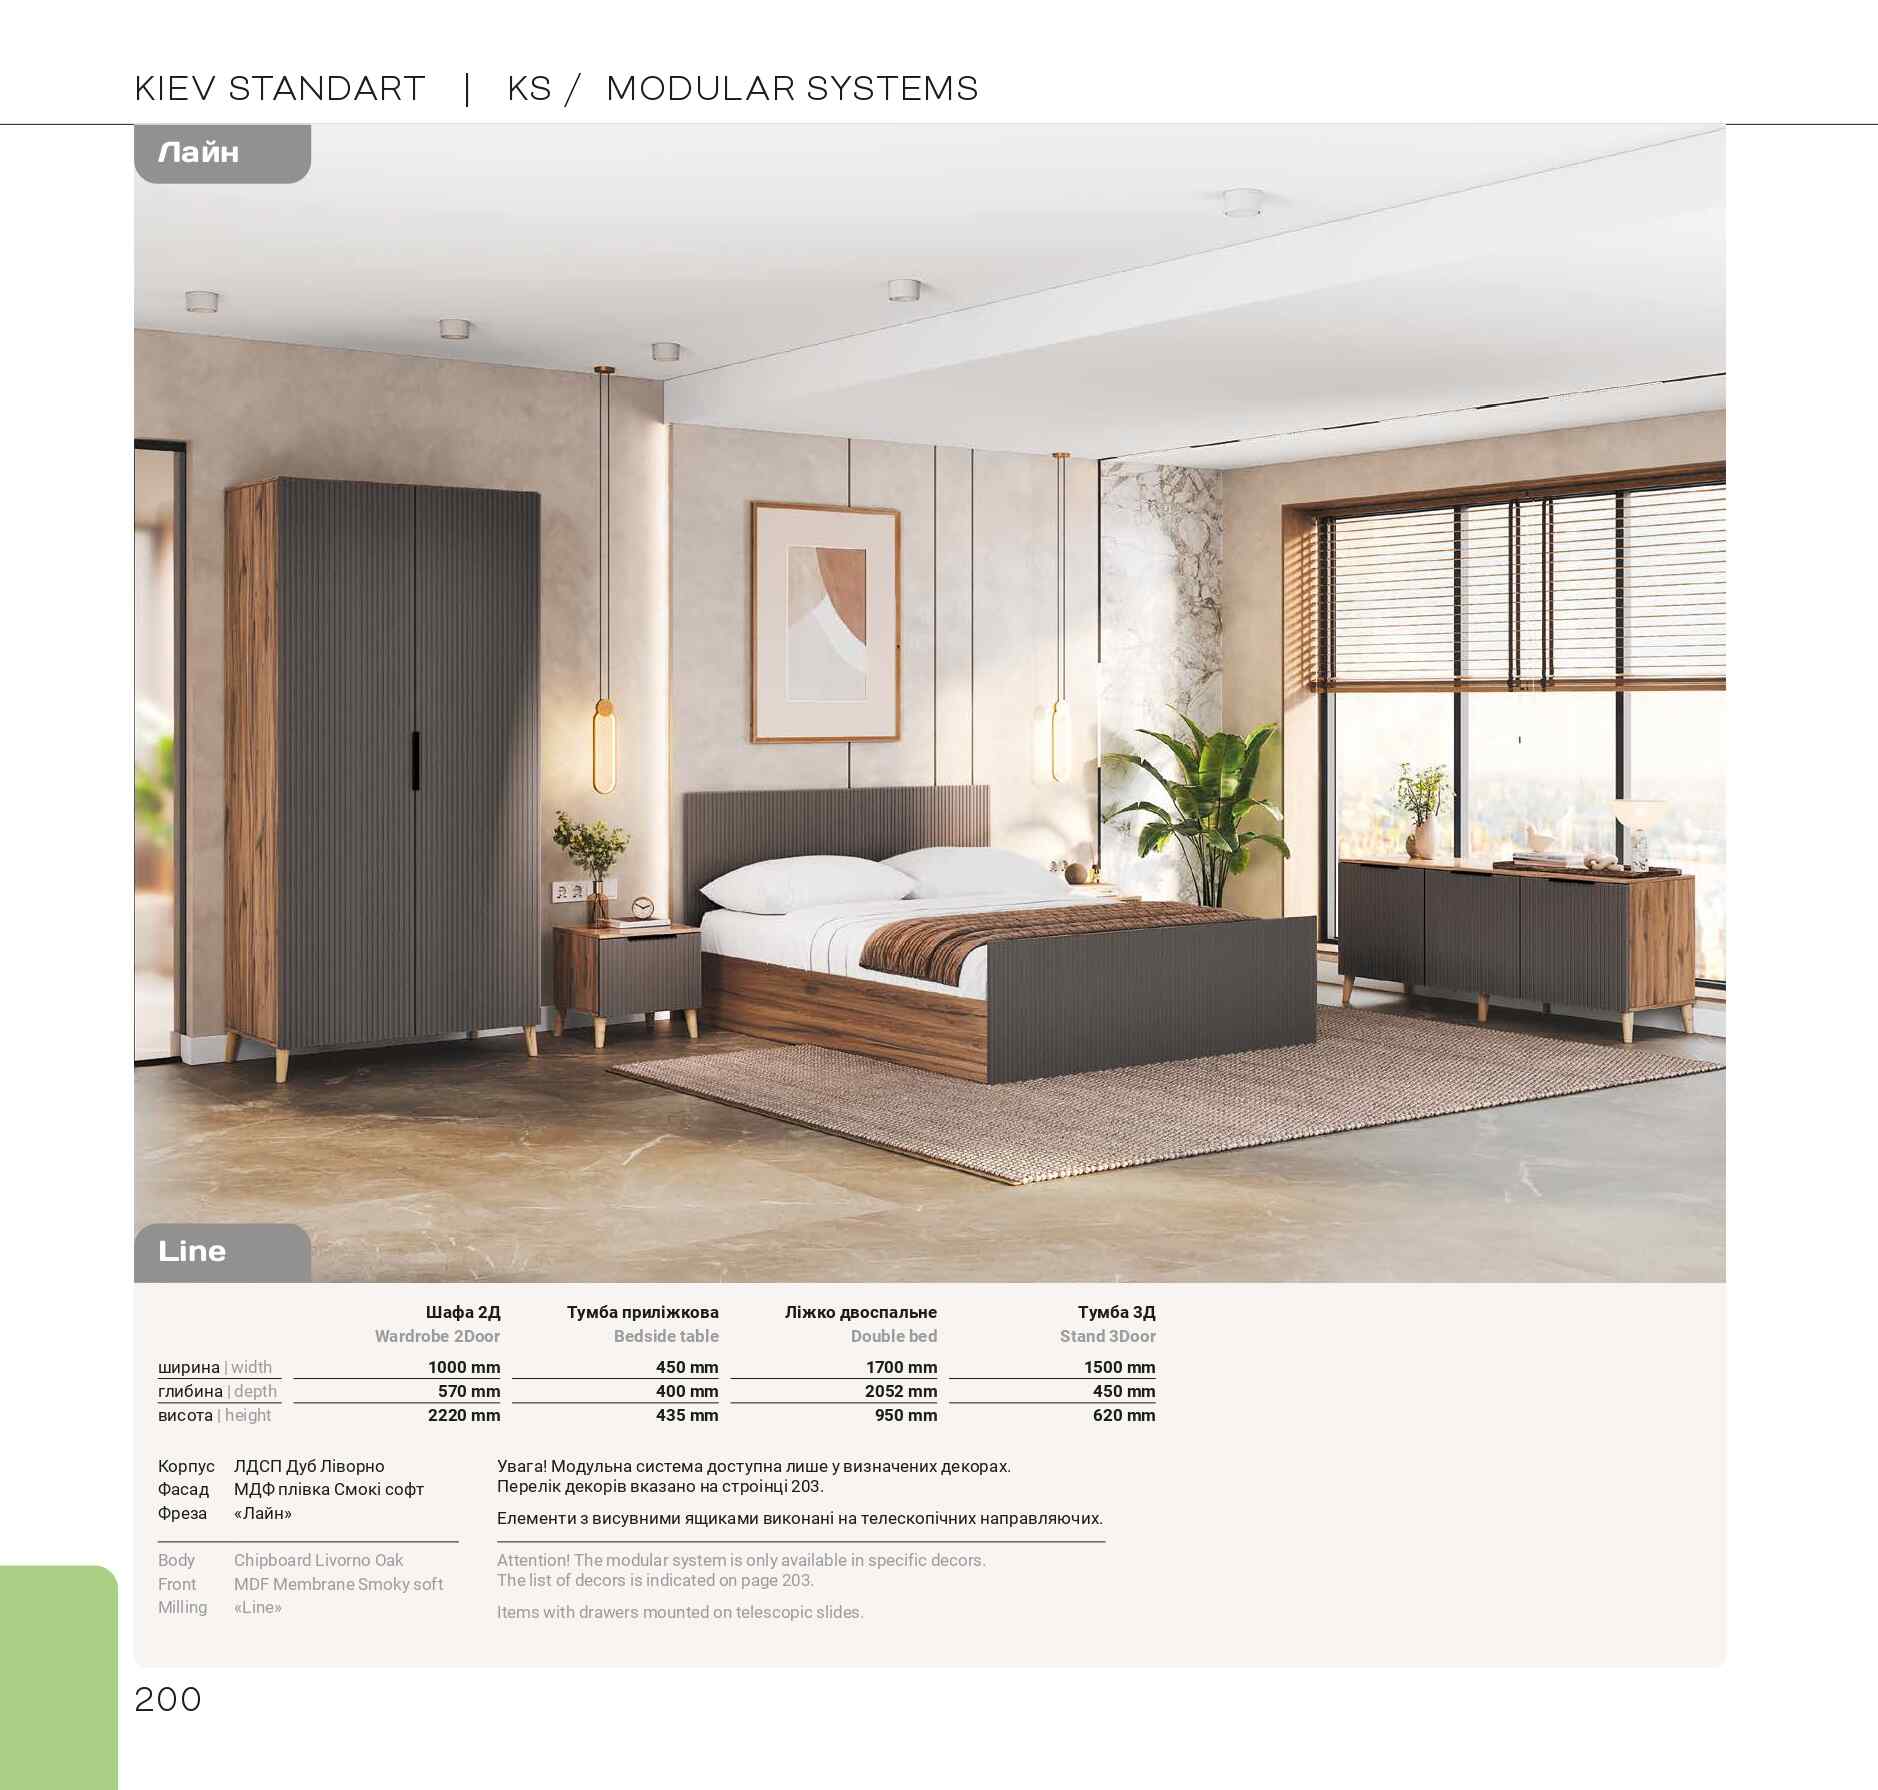 KIEV STANDART | KS / MODULAR SYSTEMS
Лайн
Line
Шафа 2Д Тумба приліжкова Ліжко двоспальне Тумба 3Д
Wardrobe 2Door Bedside table Double bed Stand 3Door
ширина | width 1000 mm 450 mm 1700 mm 1500 mm
глибина | depth 570 mm 400 mm 2052 mm 450 mm
висота | height 2220 mm 435 mm 950 mm 620 mm
Корпус ЛДСП Дуб Ліворно
Фасад МДФ плівка Смокі софт
Фреза «Лайн»
Body Chipboard Livorno Oak
Front MDF Membrane Smoky soft
Milling «Line»
Увага! Модульна система доступна лише у визначених декорах.
Перелік декорів вказано на строінці 203.
Елементи з висувними ящиками виконані на телескопічних направляючих.
Attention! The modular system is only available in specific decors.
The list of decors is indicated on page 203.
Items with drawers mounted on telescopic slides.
200